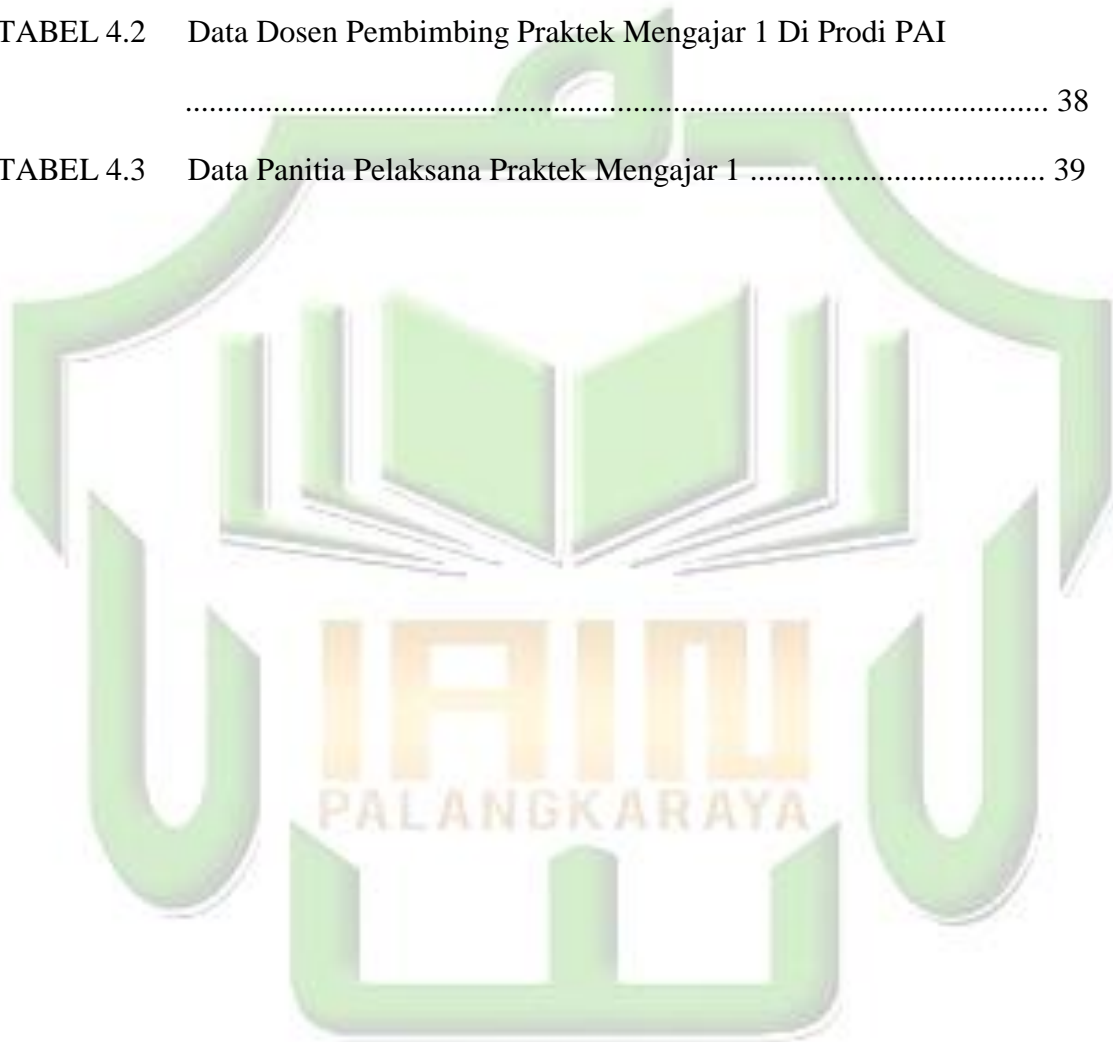 TABEL 4.2 Data Dosen Pembimbing Praktek Mengajar 1 Di Prodi PAI
............................................................................................................ 38
TABEL 4.3 Data Panitia Pelaksana Praktek Mengajar 1 ..................................... 39
IAIN
PALANGKARAYA